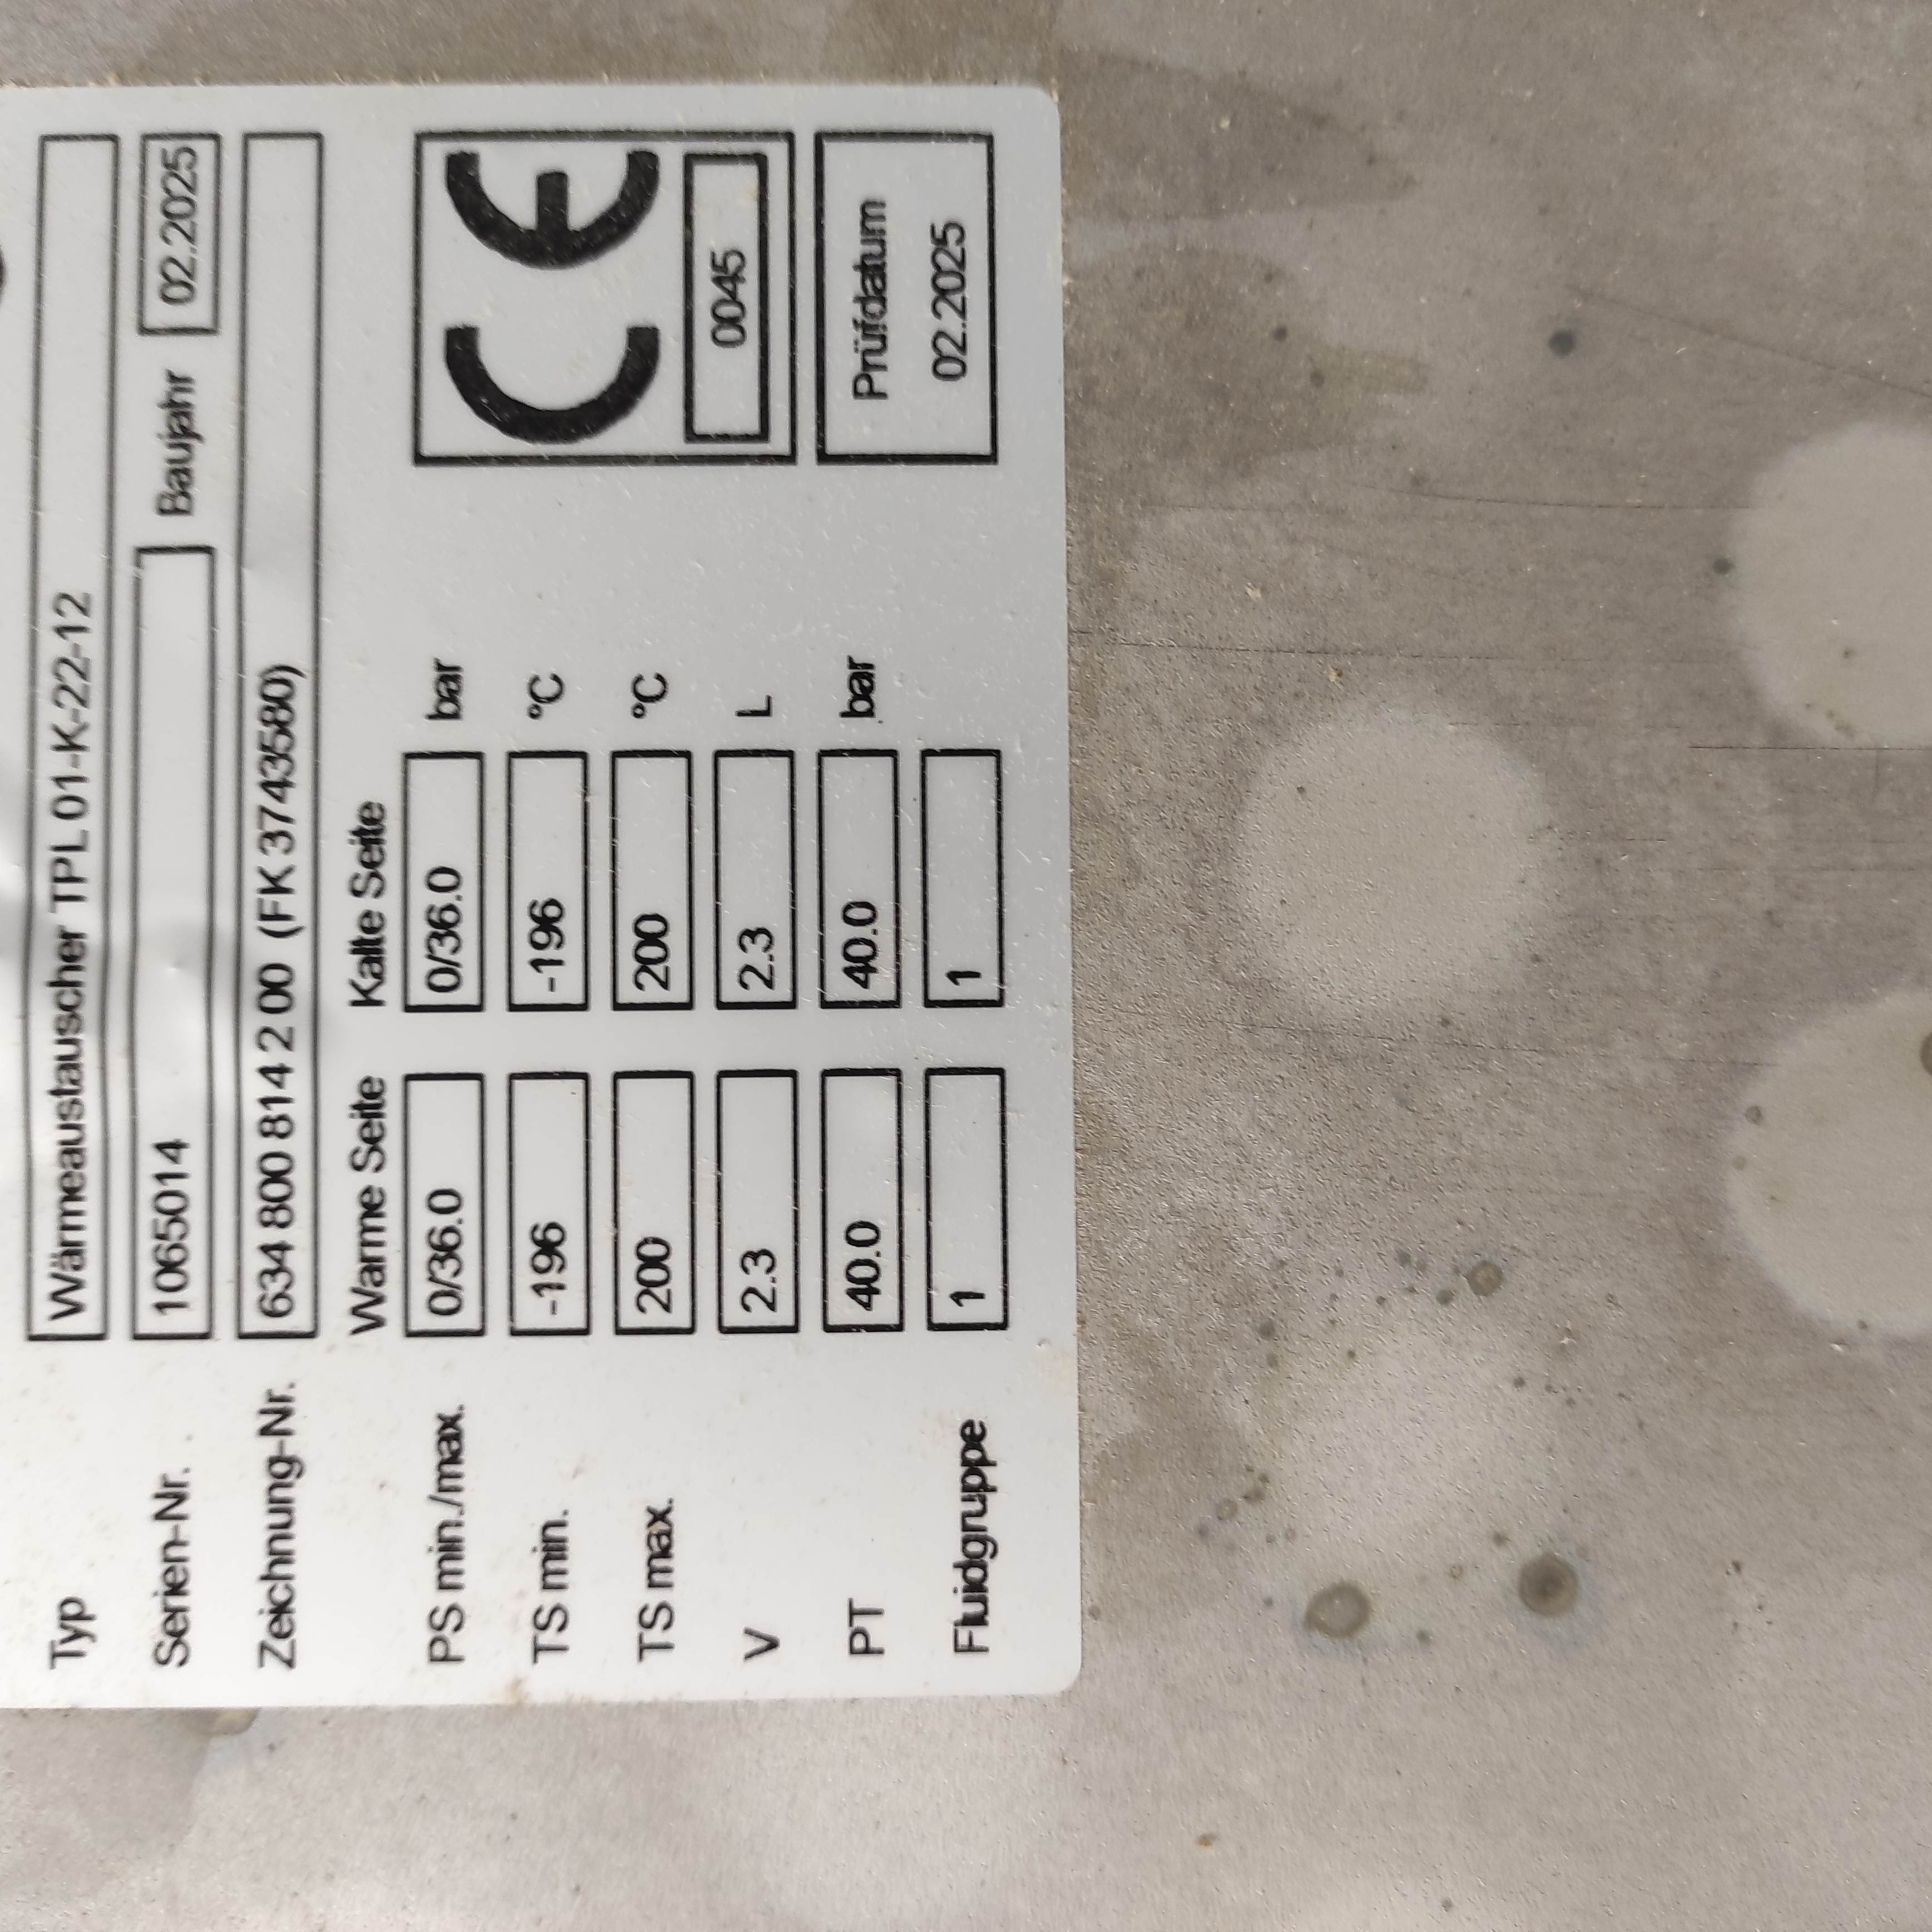 Typ Wärmeaustauscher TPL 01-K-22-12
Serien-Nr. 1065014 Baujahr 02.2025
Zeichnung-Nr. 634 800 814 2 00 (FK 3743580)
Warme Seite Kalte Seite
PS min./max. 0/36.0 0/36.0 bar
TS min. -196 -196 °C
TS max. 200 200 °C
V 2.3 2.3 L
PT 40.0 40.0 bar
Fluidgruppe 1 1
CE
0045
Prüfdatum
02.2025